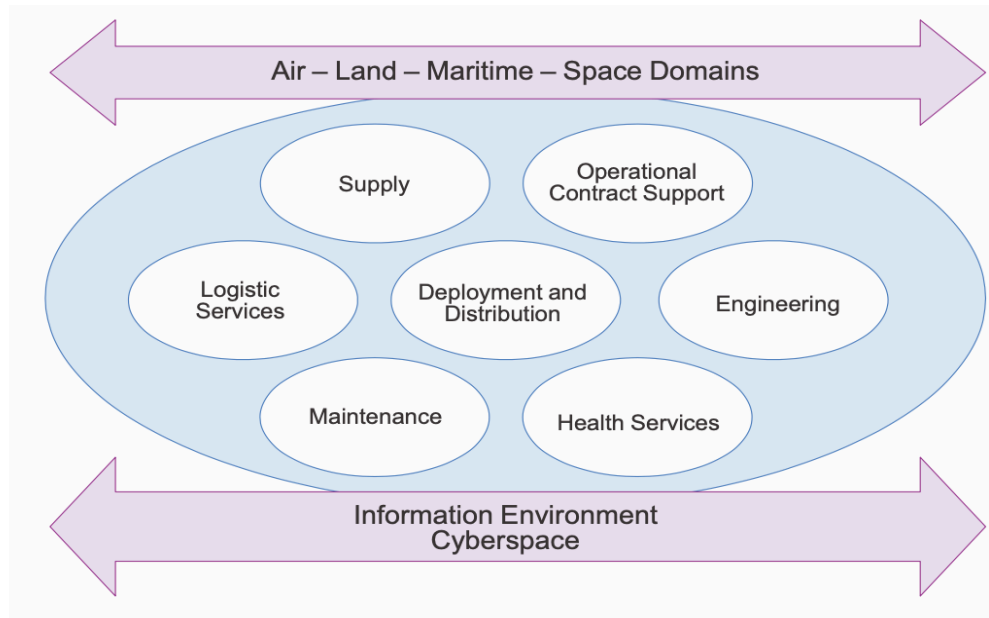 Air – Land – Maritime – Space Domains
Supply
Operational
Contract Support
Logistic
Services
Deployment and
Distribution
Engineering
Maintenance
Health Services
Information Environment
Cyberspace